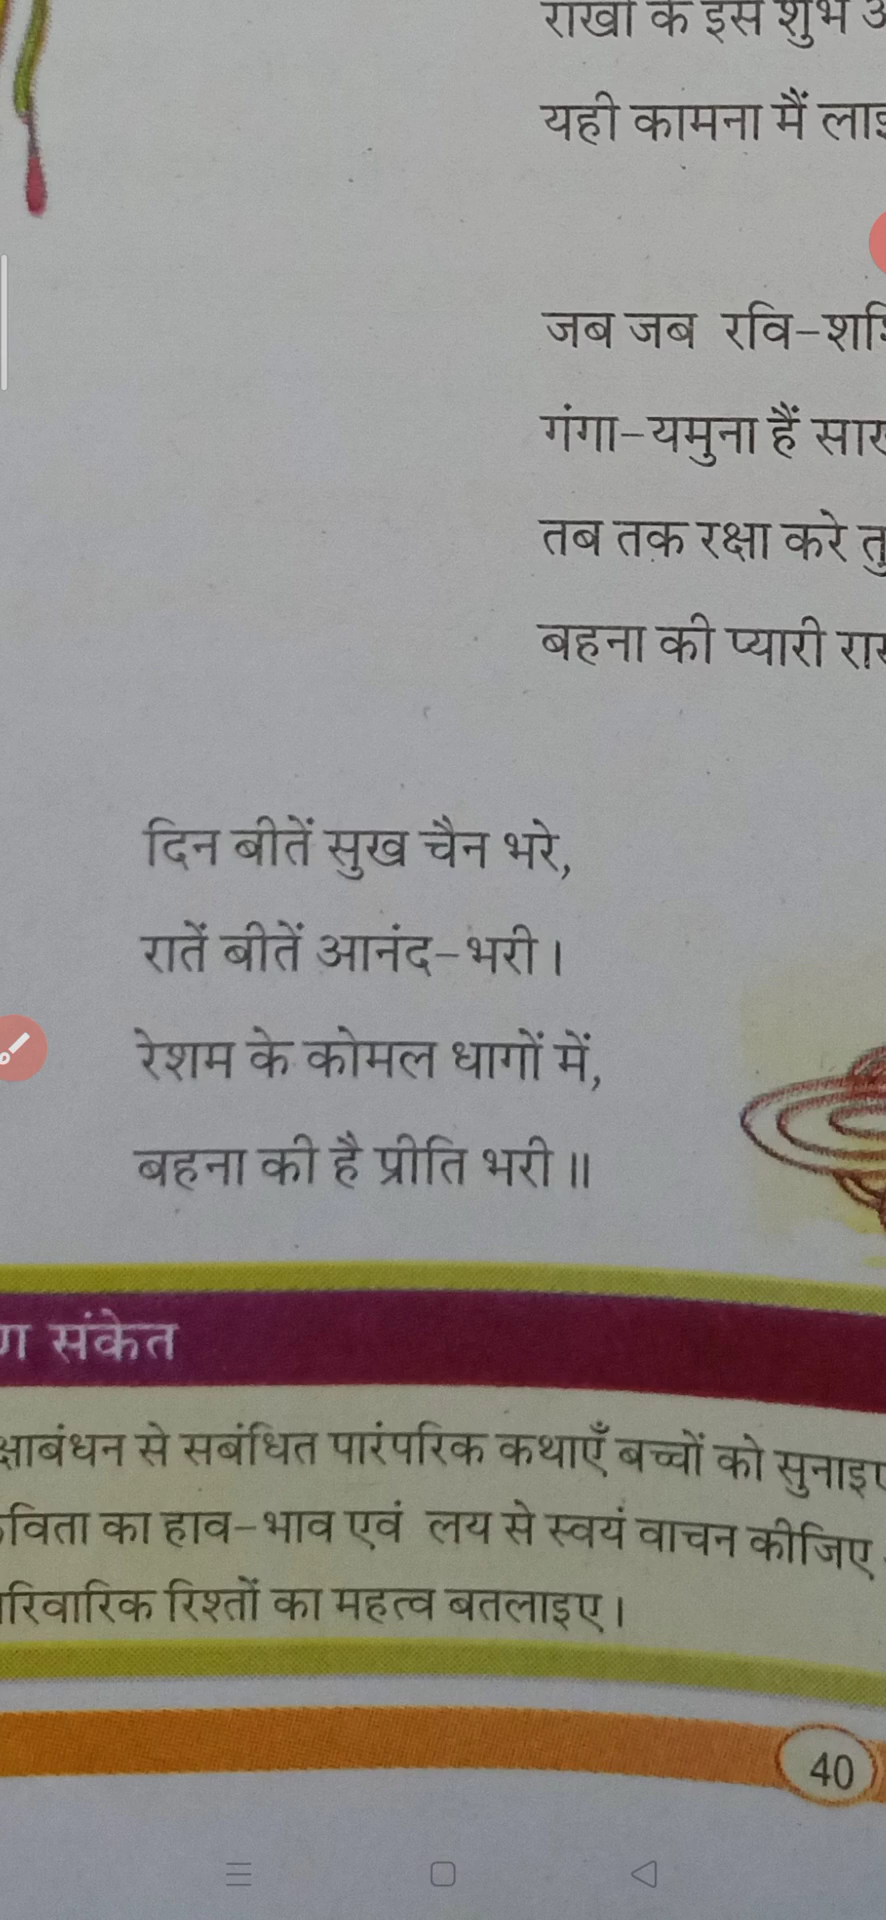 राखी के इस शुभ
यही कामना मैं
जब जब रवि-
गंगा-यमुना हैं
तब तक रक्षा करे
बहना की प्यारी
दिन बीतें सुख चैन भरे,
रातें बीतें आनंद-भरी।
रेशम के कोमल धागों में,
बहना की है प्रीति भरी॥
संकेत
से सबंधित पारंपरिक कथाएँ बच्चों को
का हाव-भाव एवं लय से स्वयं वाचन कीजिए
रिश्तों का महत्व बतलाइए।
40